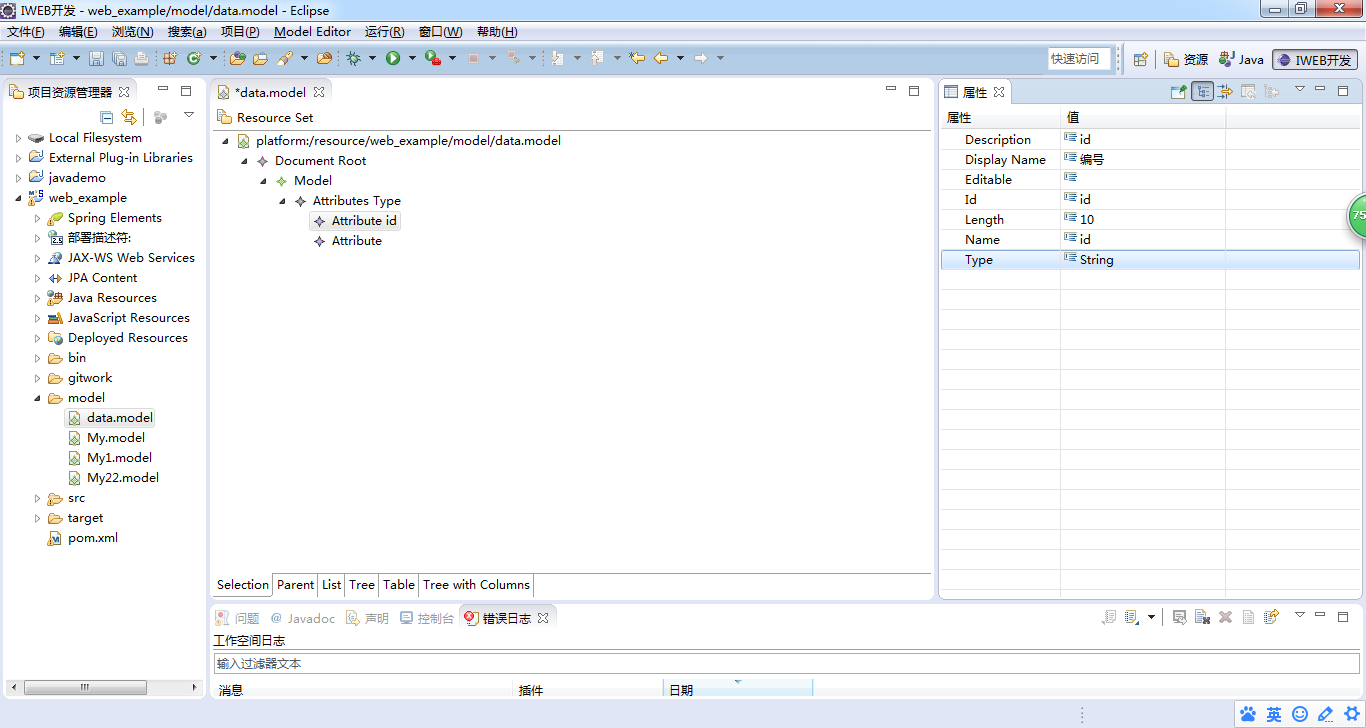 IWEB开发 - web_example/model/data.model - Eclipse
文件(F) 编辑(E) 浏览(N) 搜索(a) 项目(P) Model Editor 运行(R) 窗口(W) 帮助(H)
快速访问 资源 Java IWEB开发
项目资源管理器
Local Filesystem
External Plug-in Libraries
javademo
web_example
Spring Elements
部署描述符:
JAX-WS Web Services
JPA Content
Java Resources
JavaScript Resources
Deployed Resources
bin
gitwork
model
data.model
My.model
My1.model
My22.model
src
target
pom.xml
*data.model
Resource Set
platform:/resource/web_example/model/data.model
Document Root
Model
Attributes Type
Attribute id
Attribute
Selection Parent List Tree Table Tree with Columns
属性
属性 值
Description id
Display Name 编号
Editable
Id id
Length 10
Name id
Type String
75
问题 @ Javadoc 声明 控制台 错误日志
工作空间日志
输入过滤器文本
消息 插件 日期
英